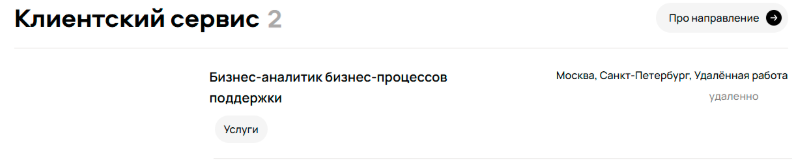 Клиентский сервис 2
Про направление
Бизнес-аналитик бизнес-процессов
поддержки
Москва, Санкт-Петербург, Удалённая работа
удаленно
Услуги